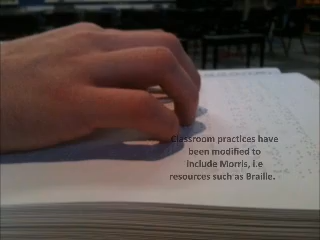 Classroom practices have
been modified to
include Morris, i.e
resources such as Braille.